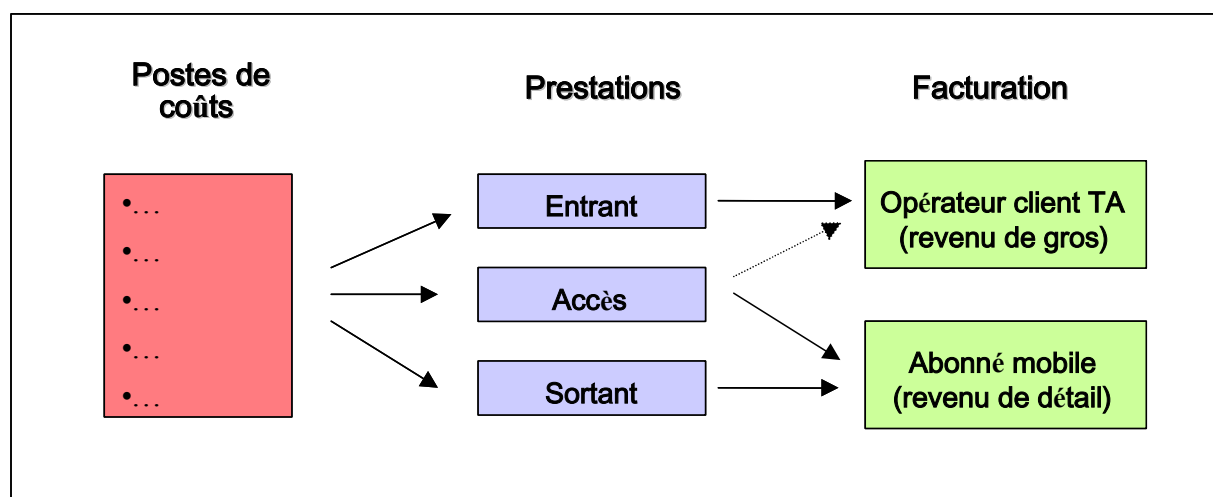 Postes de
coûts
Prestations
Facturation
•...
•...
•...
•...
•...
Entrant
Accès
Sortant
Opérateur client TA
(revenu de gros)
Abonné mobile
(revenu de détail)